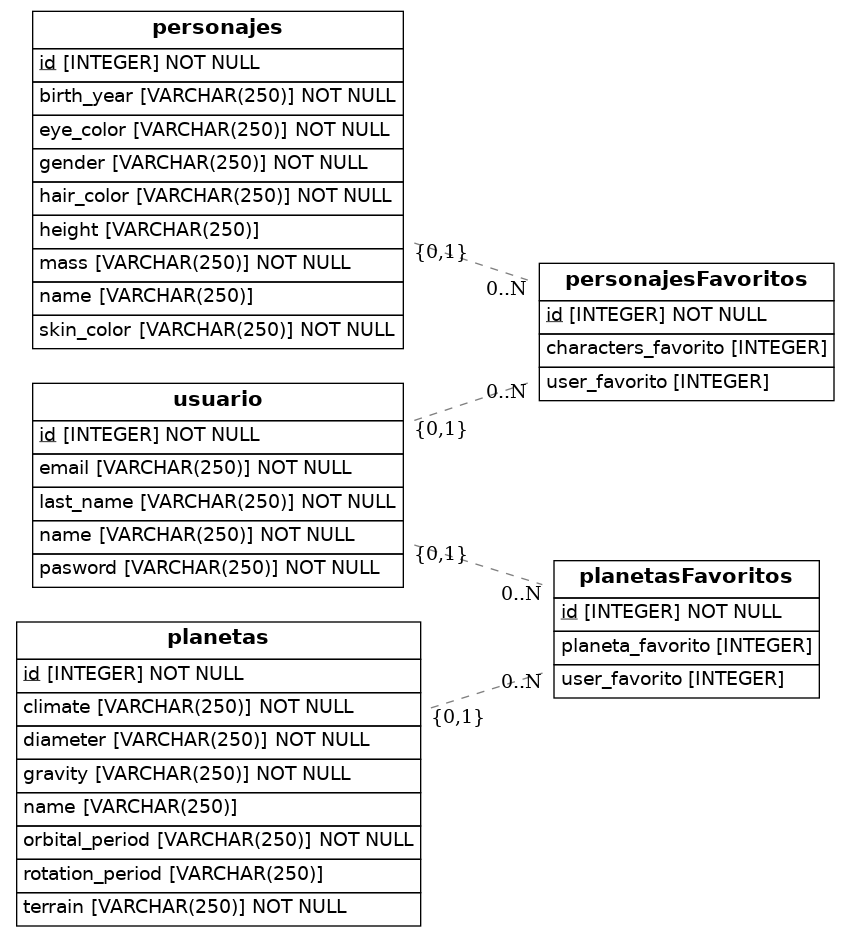 personajes
id [INTEGER] NOT NULL
birth_year [VARCHAR(250)] NOT NULL
eye_color [VARCHAR(250)] NOT NULL
gender [VARCHAR(250)] NOT NULL
hair_color [VARCHAR(250)] NOT NULL
height [VARCHAR(250)]
mass [VARCHAR(250)] NOT NULL
name [VARCHAR(250)]
skin_color [VARCHAR(250)] NOT NULL
{0,1}
0..N
personajesFavoritos
id [INTEGER] NOT NULL
characters_favorito [INTEGER]
user_favorito [INTEGER]
0..N
{0,1}
usuario
id [INTEGER] NOT NULL
email [VARCHAR(250)] NOT NULL
last_name [VARCHAR(250)] NOT NULL
name [VARCHAR(250)] NOT NULL
pasword [VARCHAR(250)] NOT NULL
{0,1}
0..N
planetasFavoritos
id [INTEGER] NOT NULL
planeta_favorito [INTEGER]
user_favorito [INTEGER]
0..N
{0,1}
planetas
id [INTEGER] NOT NULL
climate [VARCHAR(250)] NOT NULL
diameter [VARCHAR(250)] NOT NULL
gravity [VARCHAR(250)] NOT NULL
name [VARCHAR(250)]
orbital_period [VARCHAR(250)] NOT NULL
rotation_period [VARCHAR(250)]
terrain [VARCHAR(250)] NOT NULL